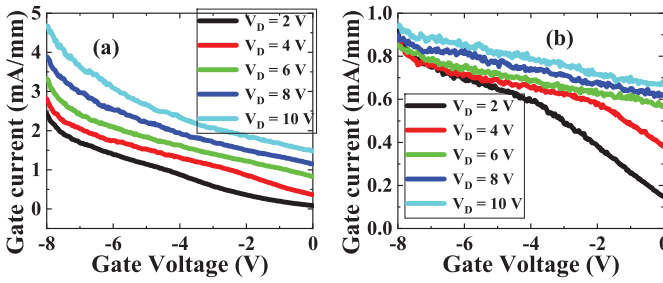 (a)
V_D = 2 V
V_D = 4 V
V_D = 6 V
V_D = 8 V
V_D = 10 V
Gate current (mA/mm)
5
4
3
2
1
0
-8
-6
-4
-2
0
Gate Voltage (V)
(b)
V_D = 2 V
V_D = 4 V
V_D = 6 V
V_D = 8 V
V_D = 10 V
Gate current (mA/mm)
1.0
0.8
0.6
0.4
0.2
0.0
-8
-6
-4
-2
0
Gate Voltage (V)